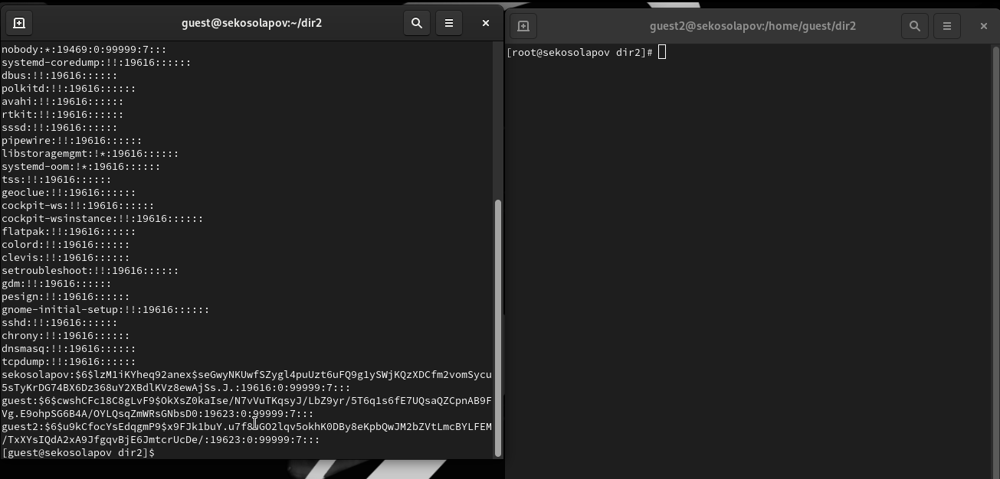 guest@sekosolapov:~/dir2
nobody:*:19469:0:99999:7:::
systemd-coredump:!!:19616::::::
dbus:!!:19616::::::
polkitd:!!:19616::::::
avahi:!!:19616::::::
rtkit:!!:19616::::::
sssd:!!:19616::::::
pipewire:!!:19616::::::
libstoragemgmt:!*:19616::::::
systemd-oom:!*:19616::::::
tss:!!:19616::::::
geoclue:!!:19616::::::
cockpit-ws:!!:19616::::::
cockpit-wsinstance:!!:19616::::::
flatpak:!!:19616::::::
colord:!!:19616::::::
clevis:!!:19616::::::
setroubleshoot:!!:19616::::::
gdm:!!:19616::::::
pesign:!!:19616::::::
gnome-initial-setup:!!:19616::::::
sshd:!!:19616::::::
chrony:!!:19616::::::
dnsmasq:!!:19616::::::
tcpdump:!!:19616::::::
sekosolapov:$6$lzM1iKYheq92anex$seGwyNKUwfSZygl4puUzt6uFQ9g1ySWjKQzXDCfm2vomSycu
5sTyKrDG74BX6Dz368uY2XBdlKVz8ewAjSs.J.:19616:0:99999:7:::
guest:$6$cwshCFc18C8gLvF9$OkXsZ0kaIse/N7vVuTKqsyJ/LbZ9yr/5T6q1s6fE7UQsaQZCpnAB9F
Vg.E9ohpSG6B4A/OYLQsqZmWRsGNbsD0:19623:0:99999:7:::
guest2:$6$u9kCfocYsEdqgmP9$x9FJk1buY.u7f8uGO2lqv5okhK0DBy8eKpbQwJM2bZVtLmcBYLFEM
/TxXYsIQdA2xA9JfgqvBjE6JmtcrUcDe/:19623:0:99999:7:::
[guest@sekosolapov dir2]$
guest2@sekosolapov:/home/guest/dir2
[root@sekosolapov dir2]#